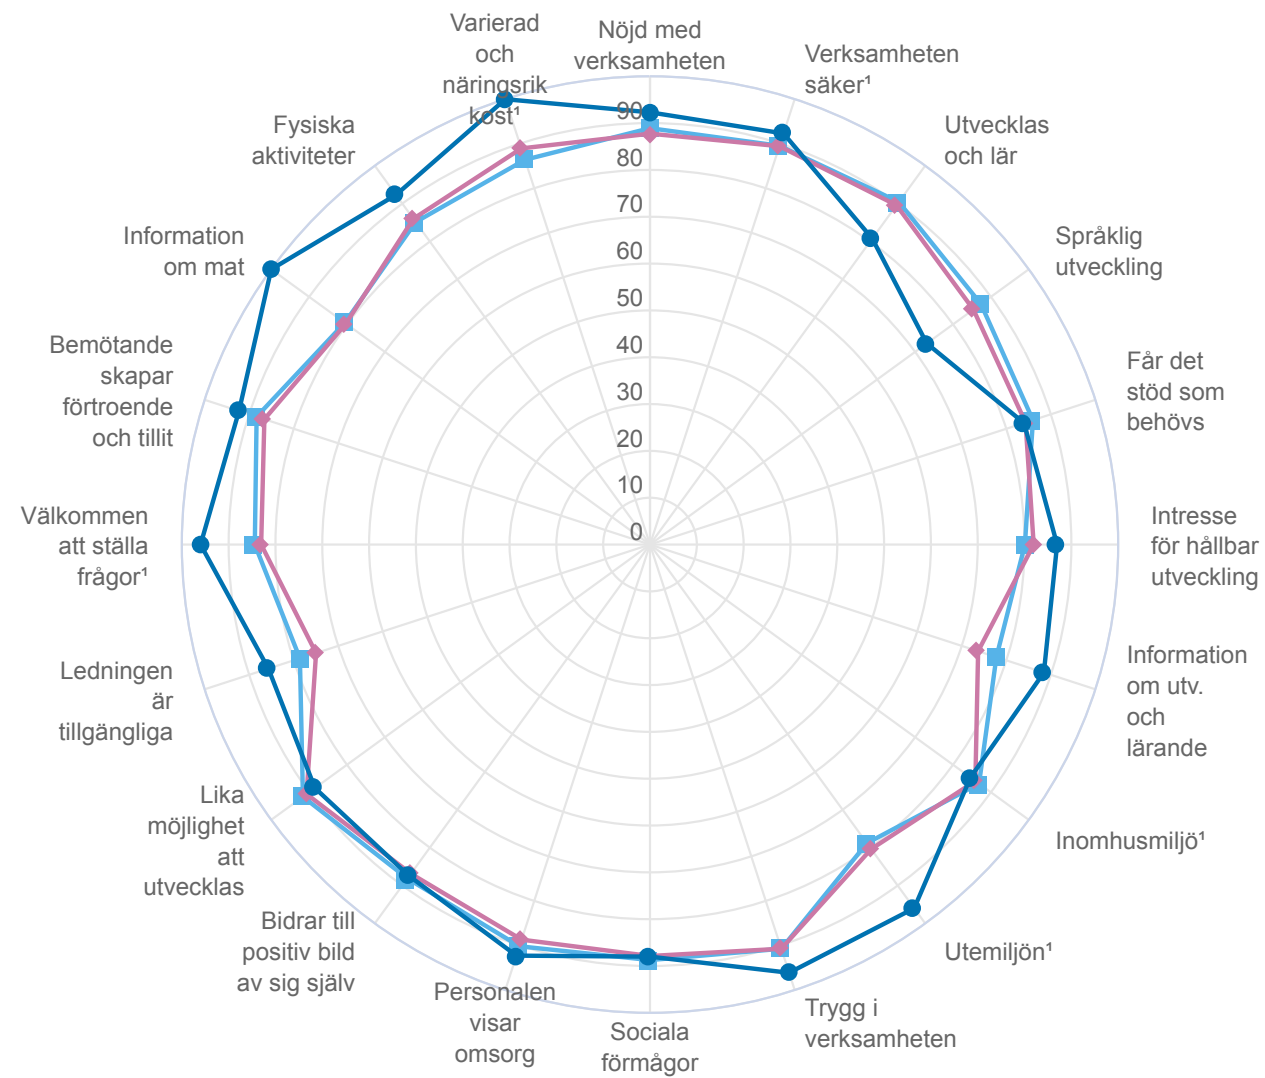 Nöjd med
verksamheten
Verksamheten
säker¹
Utvecklas
och lär
Språklig
utveckling
Får det
stöd som
behövs
Intresse
för hållbar
utveckling
Information
om utv.
och
lärande
Inomhusmiljö¹
Utemiljön¹
Trygg i
verksamheten
Sociala
förmågor
Personalen
visar
omsorg
Bidrar till
positiv bild
av sig själv
Lika
möjlighet
att
utvecklas
Ledningen
är
tillgängliga
Välkommen
att ställa
frågor¹
Bemötande
skapar
förtroende
och tillit
Information
om mat
Fysiska
aktiviteter
Varierad
och
näringsrik
kost¹
90
80
70
60
50
40
30
20
10
0